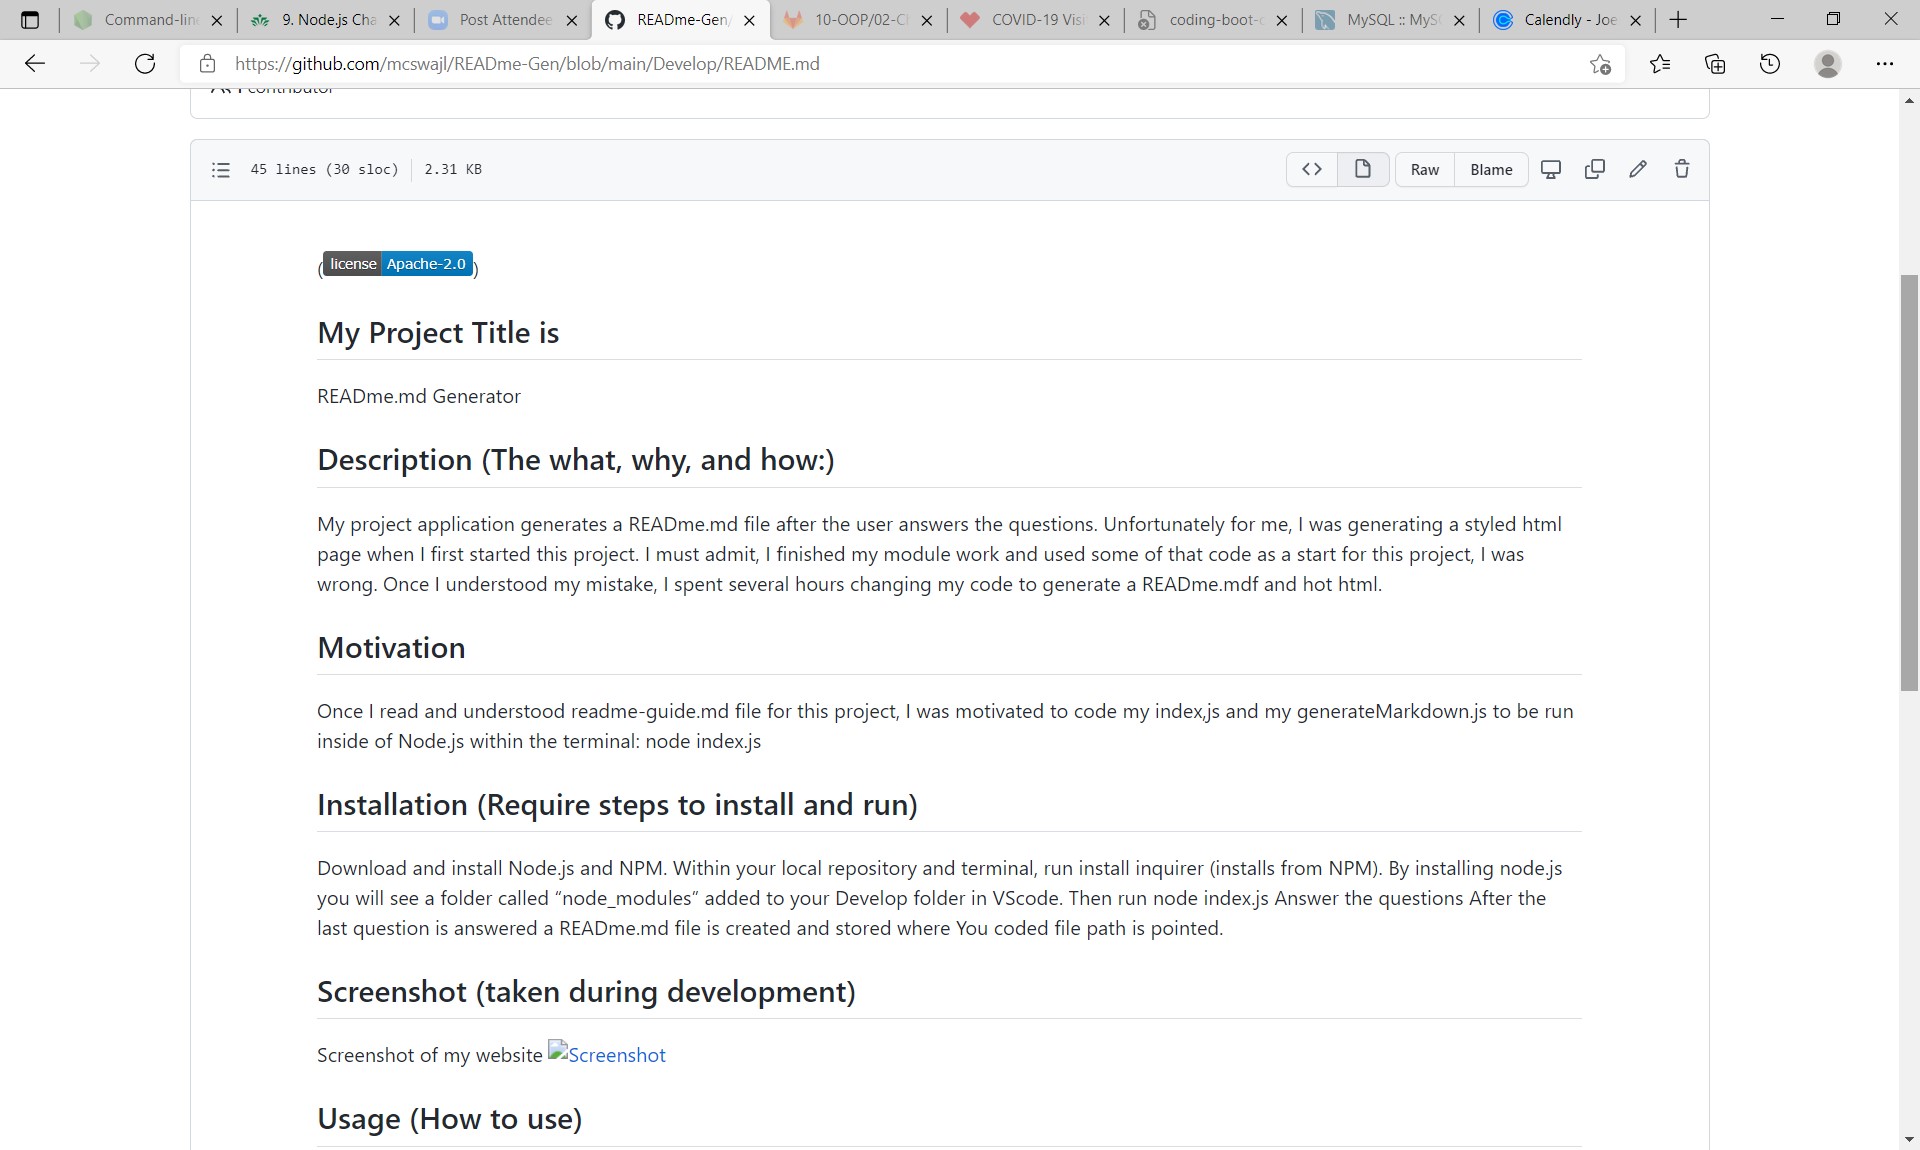 Command-lin
9. Node.js Cha
Post Attendee
READme-Gen/
10-OOP/02-Cl
COVID-19 Visi
coding-boot-c
MySQL :: MyS
Calendly - Joe
https://github.com/mcswajl/READme-Gen/blob/main/Develop/README.md
1 contributor
45 lines (30 sloc) 2.31 KB
Raw Blame
(license Apache-2.0)
My Project Title is
READme.md Generator
Description (The what, why, and how:)
My project application generates a READme.md file after the user answers the questions. Unfortunately for me, I was generating a styled html
page when I first started this project. I must admit, I finished my module work and used some of that code as a start for this project, I was
wrong. Once I understood my mistake, I spent several hours changing my code to generate a READme.mdf and hot html.
Motivation
Once I read and understood readme-guide.md file for this project, I was motivated to code my index,js and my generateMarkdown.js to be run
inside of Node.js within the terminal: node index.js
Installation (Require steps to install and run)
Download and install Node.js and NPM. Within your local repository and terminal, run install inquirer (installs from NPM). By installing node.js
you will see a folder called “node_modules” added to your Develop folder in VScode. Then run node index.js Answer the questions After the
last question is answered a READme.md file is created and stored where You coded file path is pointed.
Screenshot (taken during development)
Screenshot of my website Screenshot
Usage (How to use)